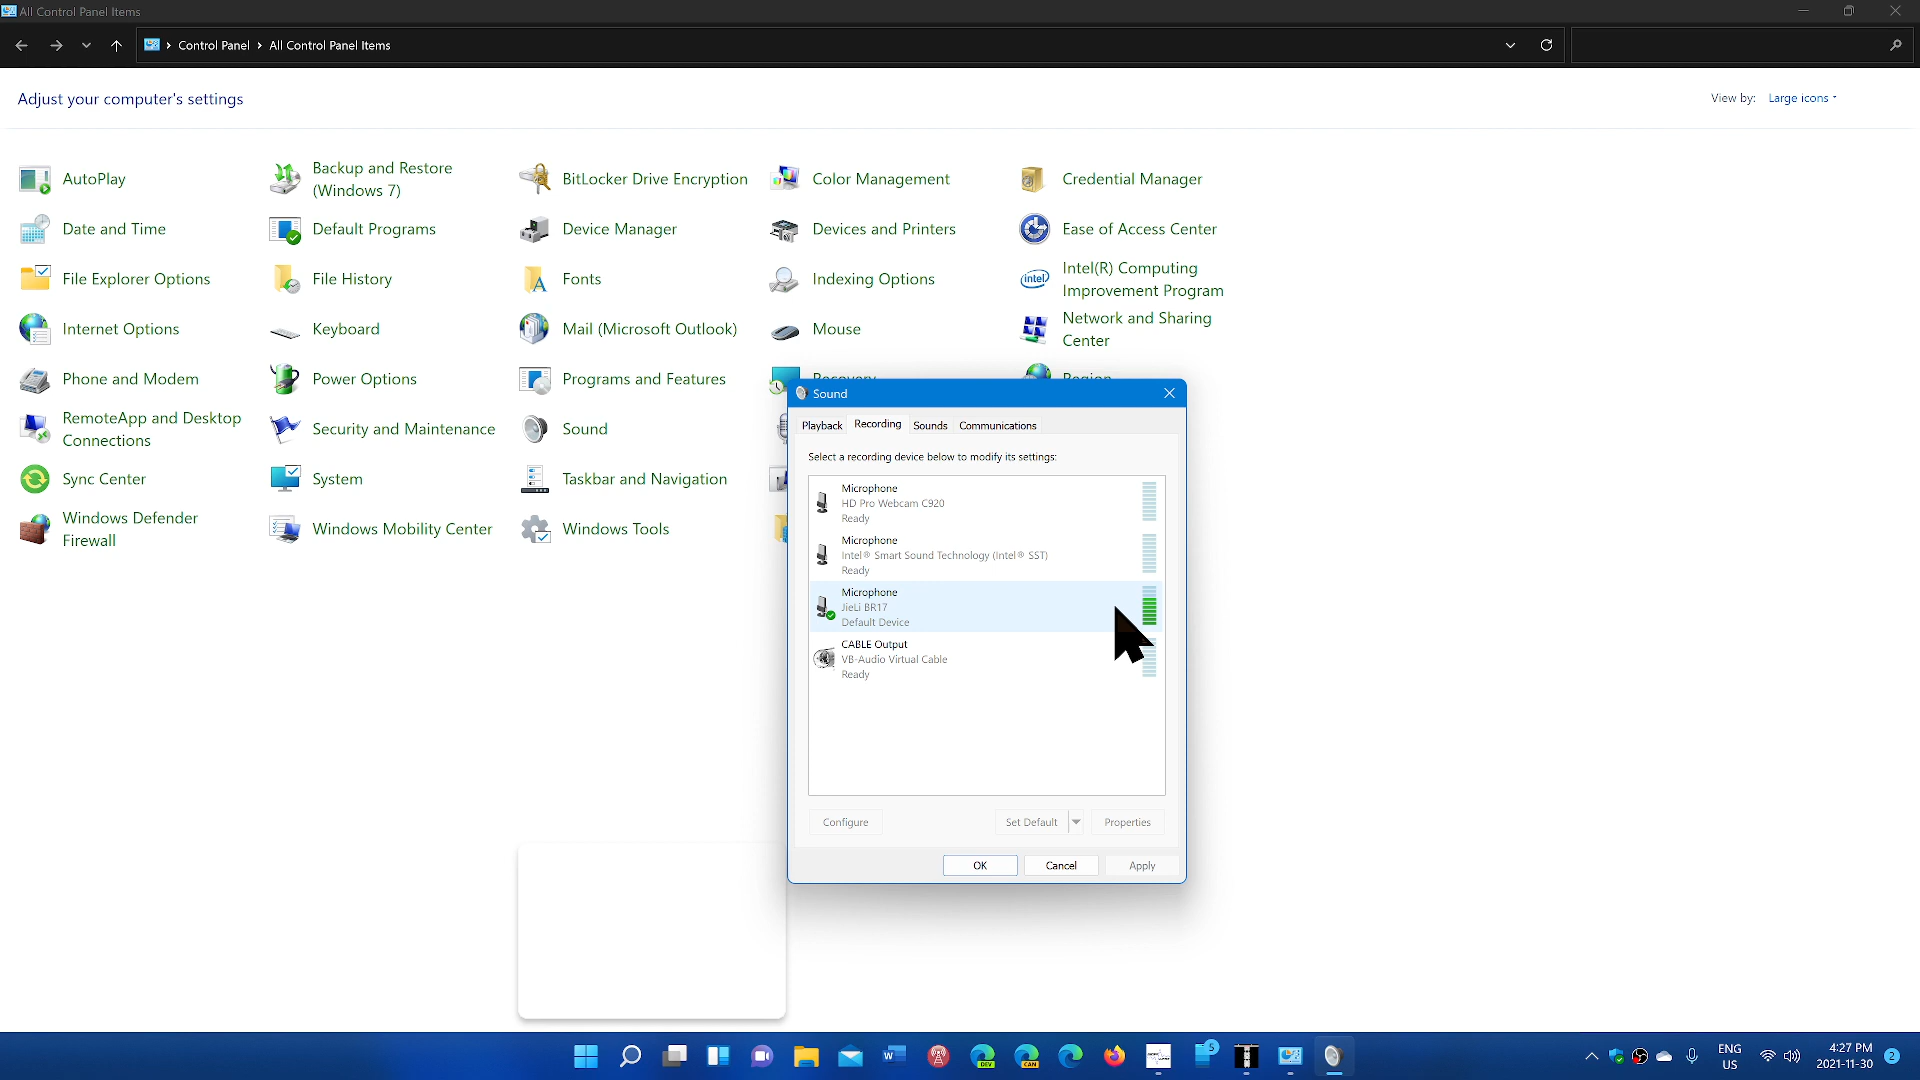 All Control Panel Items
Control Panel > All Control Panel Items
Adjust your computer's settings
View by: Large icons
AutoPlay
Backup and Restore
(Windows 7)
BitLocker Drive Encryption
Color Management
Credential Manager
Date and Time
Default Programs
Device Manager
Devices and Printers
Ease of Access Center
File Explorer Options
File History
Fonts
Indexing Options
intel
Intel(R) Computing
Improvement Program
Internet Options
Keyboard
Mail (Microsoft Outlook)
Mouse
Network and Sharing
Center
Phone and Modem
Power Options
Programs and Features
Recovery
Region
RemoteApp and Desktop
Connections
Security and Maintenance
Sound
Sync Center
System
Taskbar and Navigation
Windows Defender
Firewall
Windows Mobility Center
Windows Tools
Sound
Playback Recording Sounds Communications
Select a recording device below to modify its settings:
Microphone
HD Pro Webcam C920
Ready
Microphone
Intel® Smart Sound Technology (Intel® SST)
Ready
Microphone
JieLi BR17
Default Device
CABLE Output
VB-Audio Virtual Cable
Ready
Configure
Set Default
Properties
OK
Cancel
Apply
W
DEV
CAN
5
ENG
US
4:27 PM
2021-11-30
2